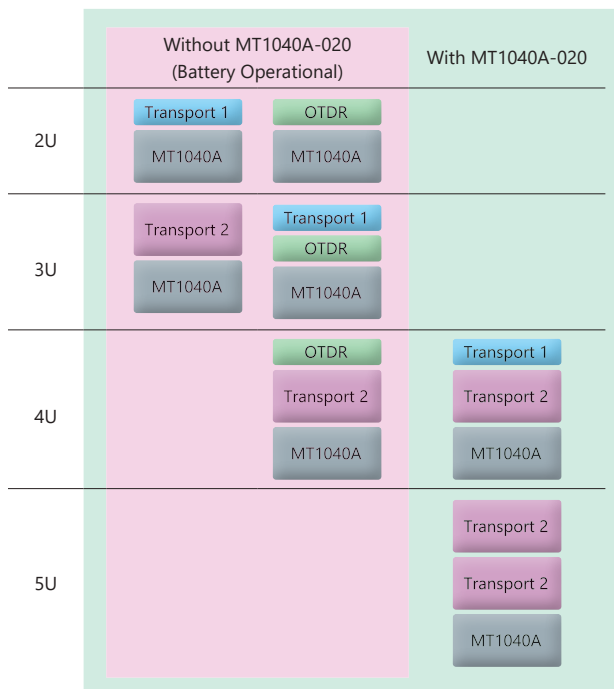 Without MT1040A-020
(Battery Operational)
With MT1040A-020
2U
Transport 1
MT1040A
OTDR
MT1040A
3U
Transport 2
MT1040A
Transport 1
OTDR
MT1040A
4U
OTDR
Transport 2
MT1040A
Transport 1
Transport 2
MT1040A
5U
Transport 2
Transport 2
MT1040A